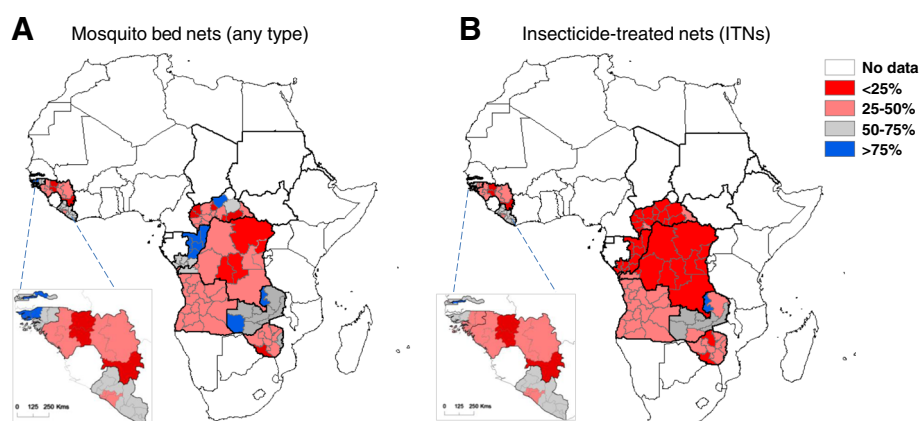 A Mosquito bed nets (any type)
B Insecticide-treated nets (ITNs)
No data
<25%
25-50%
50-75%
>75%
0 125 250 Kms
0 125 250 Kms